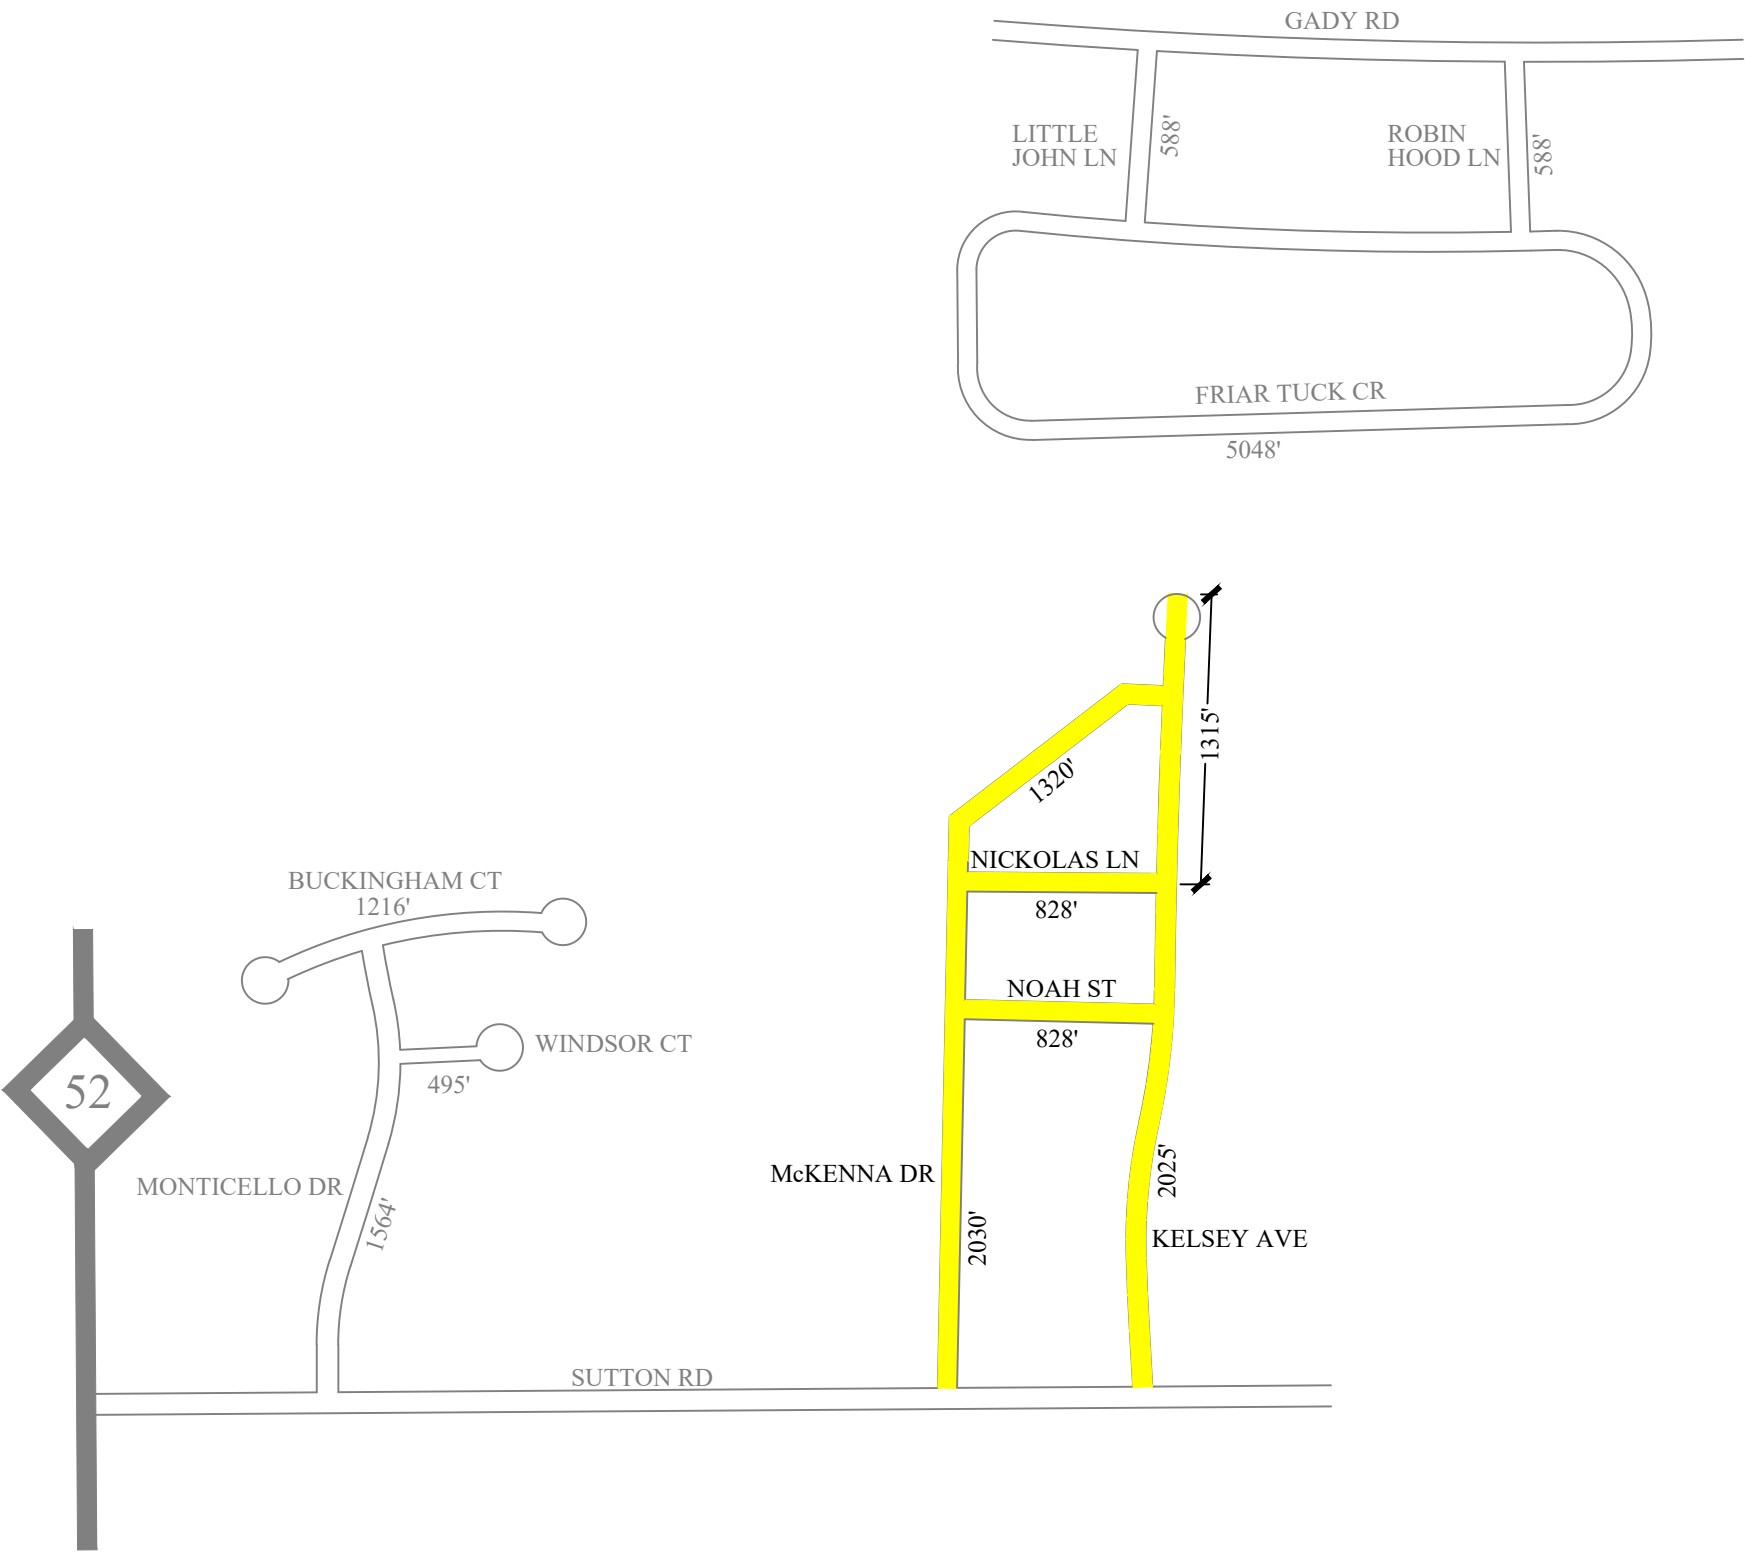 GADY RD
LITTLE
JOHN LN
588'
ROBIN
HOOD LN
588'
FRIAR TUCK CR
5048'
1315'
1320'
NICKOLAS LN
828'
BUCKINGHAM CT
1216'
NOAH ST
828'
WINDSOR CT
495'
52
MONTICELLO DR
1564'
McKENNA DR
2030'
2025'
KELSEY AVE
SUTTON RD